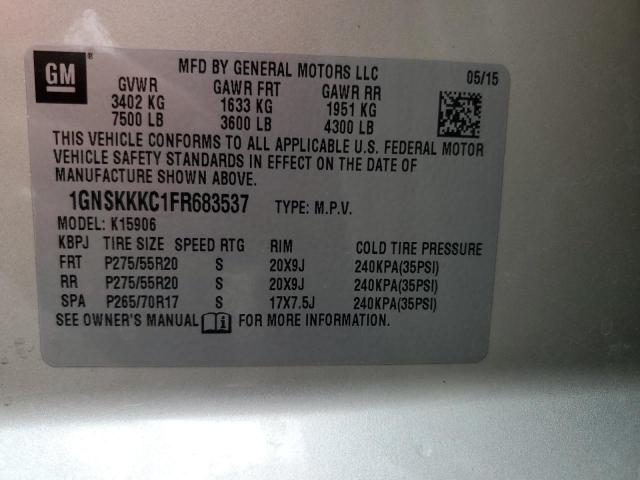 GM ®
MFD BY GENERAL MOTORS LLC 05/15
GVWR GAWR FRT GAWR RR
3402 KG 1633 KG 1951 KG
7500 LB 3600 LB 4300 LB
THIS VEHICLE CONFORMS TO ALL APPLICABLE U.S. FEDERAL MOTOR
VEHICLE SAFETY STANDARDS IN EFFECT ON THE DATE OF
MANUFACTURE SHOWN ABOVE.
1GNSKKKC1FR683537 TYPE: M.P.V.
MODEL: K15906
KBPJ TIRE SIZE SPEED RTG RIM COLD TIRE PRESSURE
FRT P275/55R20 S 20X9J 240KPA(35PSI)
RR P275/55R20 S 20X9J 240KPA(35PSI)
SPA P265/70R17 S 17X7.5J 240KPA(35PSI)
SEE OWNER'S MANUAL i FOR MORE INFORMATION.